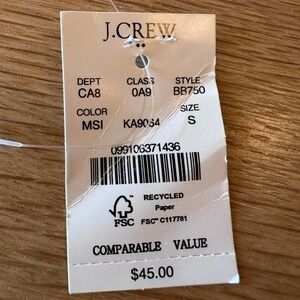 J.CREW
DEPT CLASS STYLE
CA8 0A9 BB750
COLOR SIZE
MSI KA9064 S
099106371436
RECYCLED
Paper
FSC FSC™ C117781
COMPARABLE VALUE
$45.00